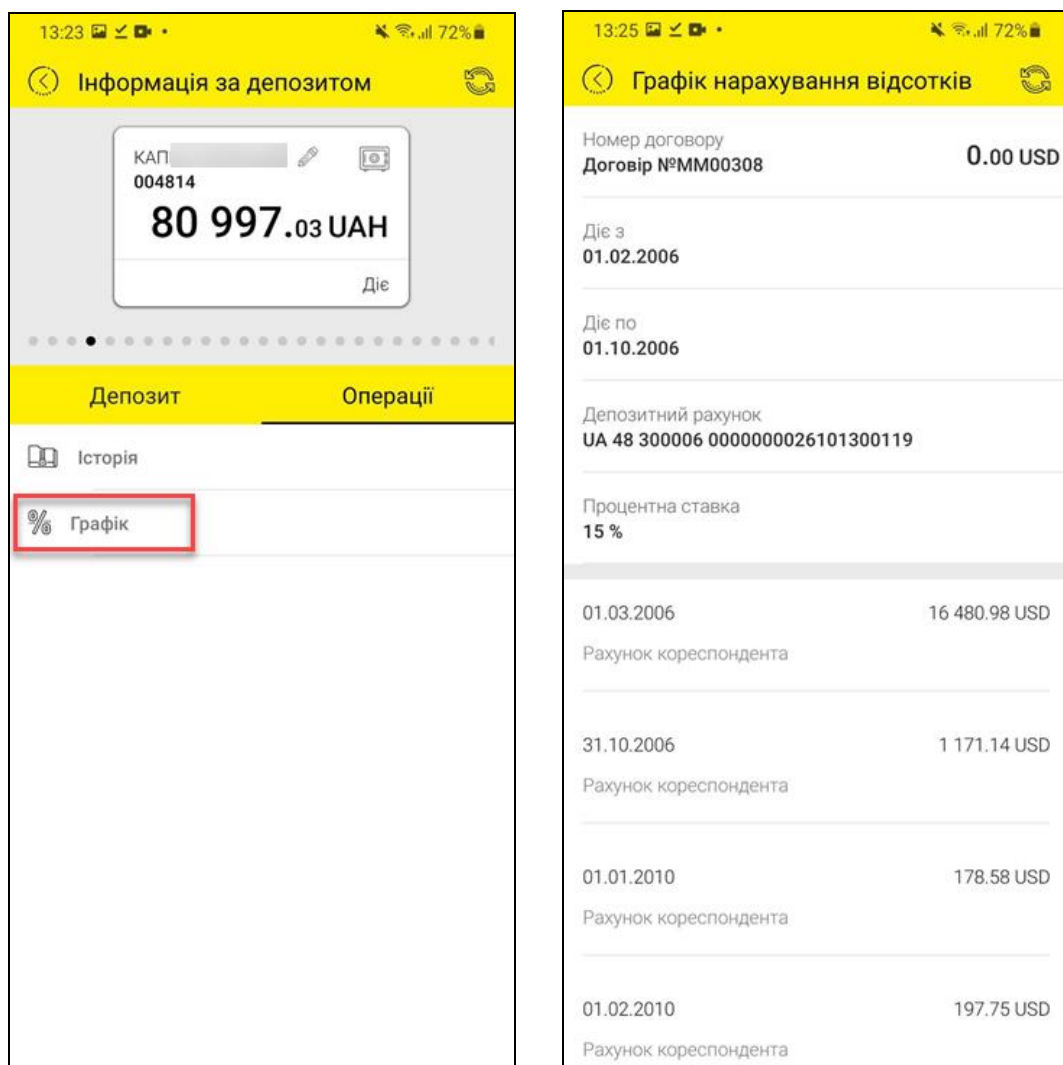 13:23
72%
Інформація за депозитом
КАП
004814
80 997.03 UAH
Діє
Депозит
Операції
Історія
Графік
13:25
72%
Графік нарахування відсотків
Номер договору
Договір №ММ00308
0.00 USD
Діє з
01.02.2006
Діє по
01.10.2006
Депозитний рахунок
UA 48 300006 0000000026101300119
Процентна ставка
15 %
01.03.2006
16 480.98 USD
Рахунок кореспондента
31.10.2006
1 171.14 USD
Рахунок кореспондента
01.01.2010
178.58 USD
Рахунок кореспондента
01.02.2010
197.75 USD
Рахунок кореспондента